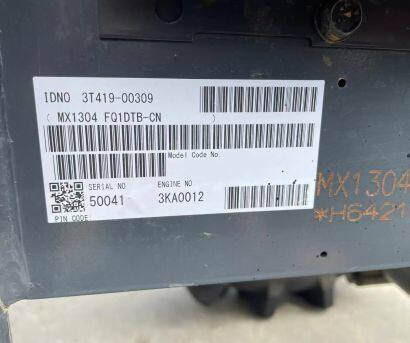 IDNO 3T419-00309
( MX1304 FQ1DTB-CN )
Model Code No.
SERIAL NO ENGINE NO
50041 3KA0012
PIN CODE
MX1304
*H6421